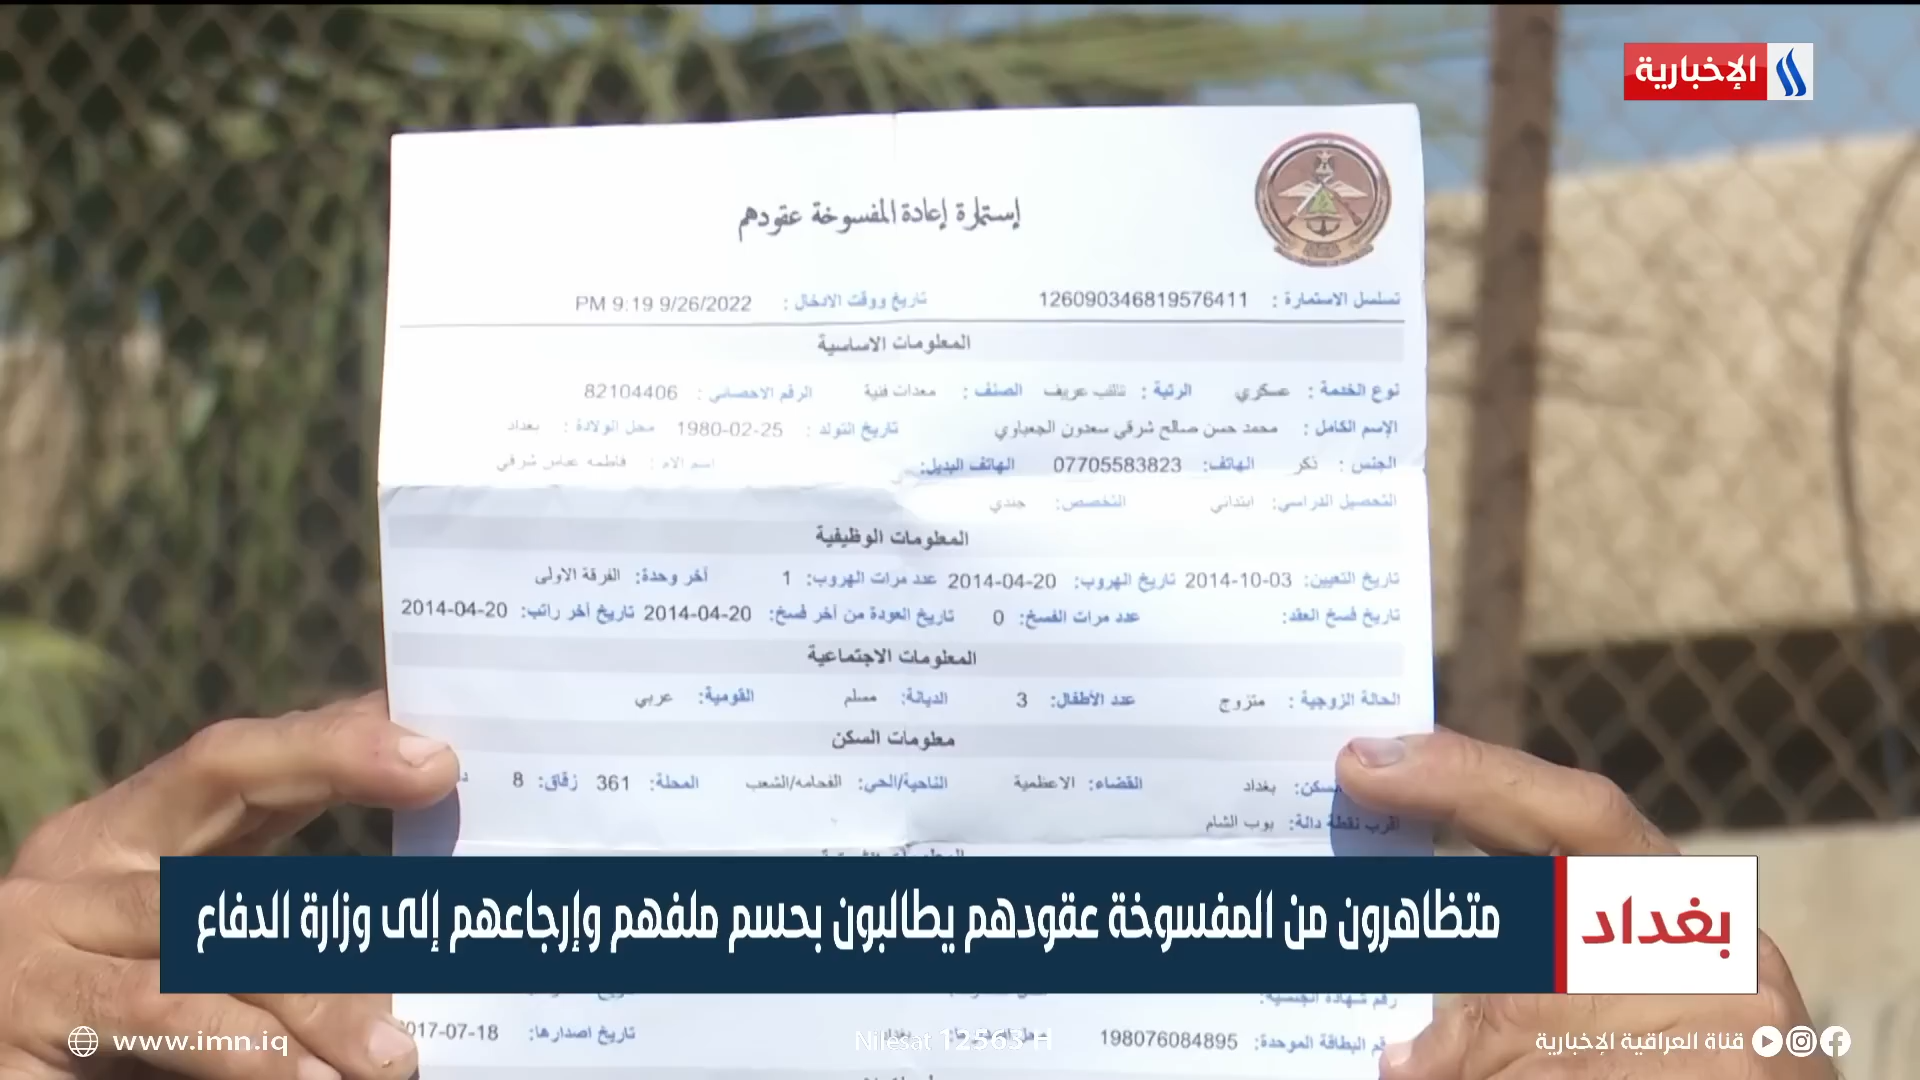 الإخبارية
إستمارة إعادة المفسوخة عقودهم
تسلسل الاستمارة : 126090346819576411 تاريخ ووقت الادخال : PM 9:19 9/26/2022
المعلومات الاساسية
نوع الخدمة : عسكري الرتبة : نائب عريف الصنف : معدات فنية الرقم الاحصائي : 82104406
الإسم الكامل : محمد حسن صالح شرقي سعدون الجعباوي تاريخ التولد : 1980-02-25 محل الولادة : بغداد
الجنس : ذكر الهاتف: 07705583823 الهاتف البديل: اسم الام : فاطمه عباس شرقي
التحصيل الدراسي: ابتدائي التخصص: جندي
المعلومات الوظيفية
تاريخ التعيين: 2014-10-03 تاريخ الهروب: 2014-04-20 عدد مرات الهروب: 1 آخر وحدة: الفرقة الاولى
تاريخ فسخ العقد: عدد مرات الفسخ: 0 تاريخ العودة من آخر فسخ: 2014-04-20 تاريخ آخر راتب: 2014-04-20
المعلومات الاجتماعية
الحالة الزوجية : متزوج عدد الأطفال: 3 الديانة: مسلم القومية: عربي
معلومات السكن
بغداد القضاء: الاعظمية الناحية/الحي: الفحامه/الشعب المحلة: 361 زقاق: 8
اقرب نقطة دالة: بوب الشام
بغداد
متظاهرون من المفسوخة عقودهم يطالبون بحسم ملفهم وإرجاعهم إلى وزارة الدفاع
رقم شهادة الجنسية:
البطاقة الموحدة: 198076084895 بغداد تاريخ اصدارها: 017-07-18
www.imn.iq
Nilesat 12563 H
قناة العراقية الإخبارية